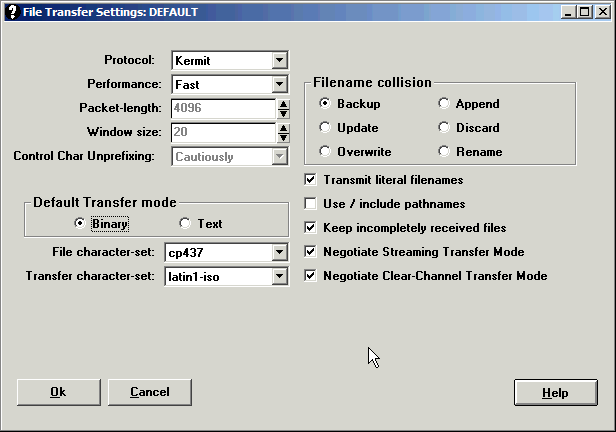 File Transfer Settings: DEFAULT
Protocol: Kermit
Performance: Fast
Packet-length: 4096
Window size: 20
Control Char Unprefixing: Cautiously
Filename collision
Backup Append
Update Discard
Overwrite Rename
Default Transfer mode
Binary Text
File character-set: cp437
Transfer character-set: latin1-iso
Transmit literal filenames
Use / include pathnames
Keep incompletely received files
Negotiate Streaming Transfer Mode
Negotiate Clear-Channel Transfer Mode
Ok Cancel Help